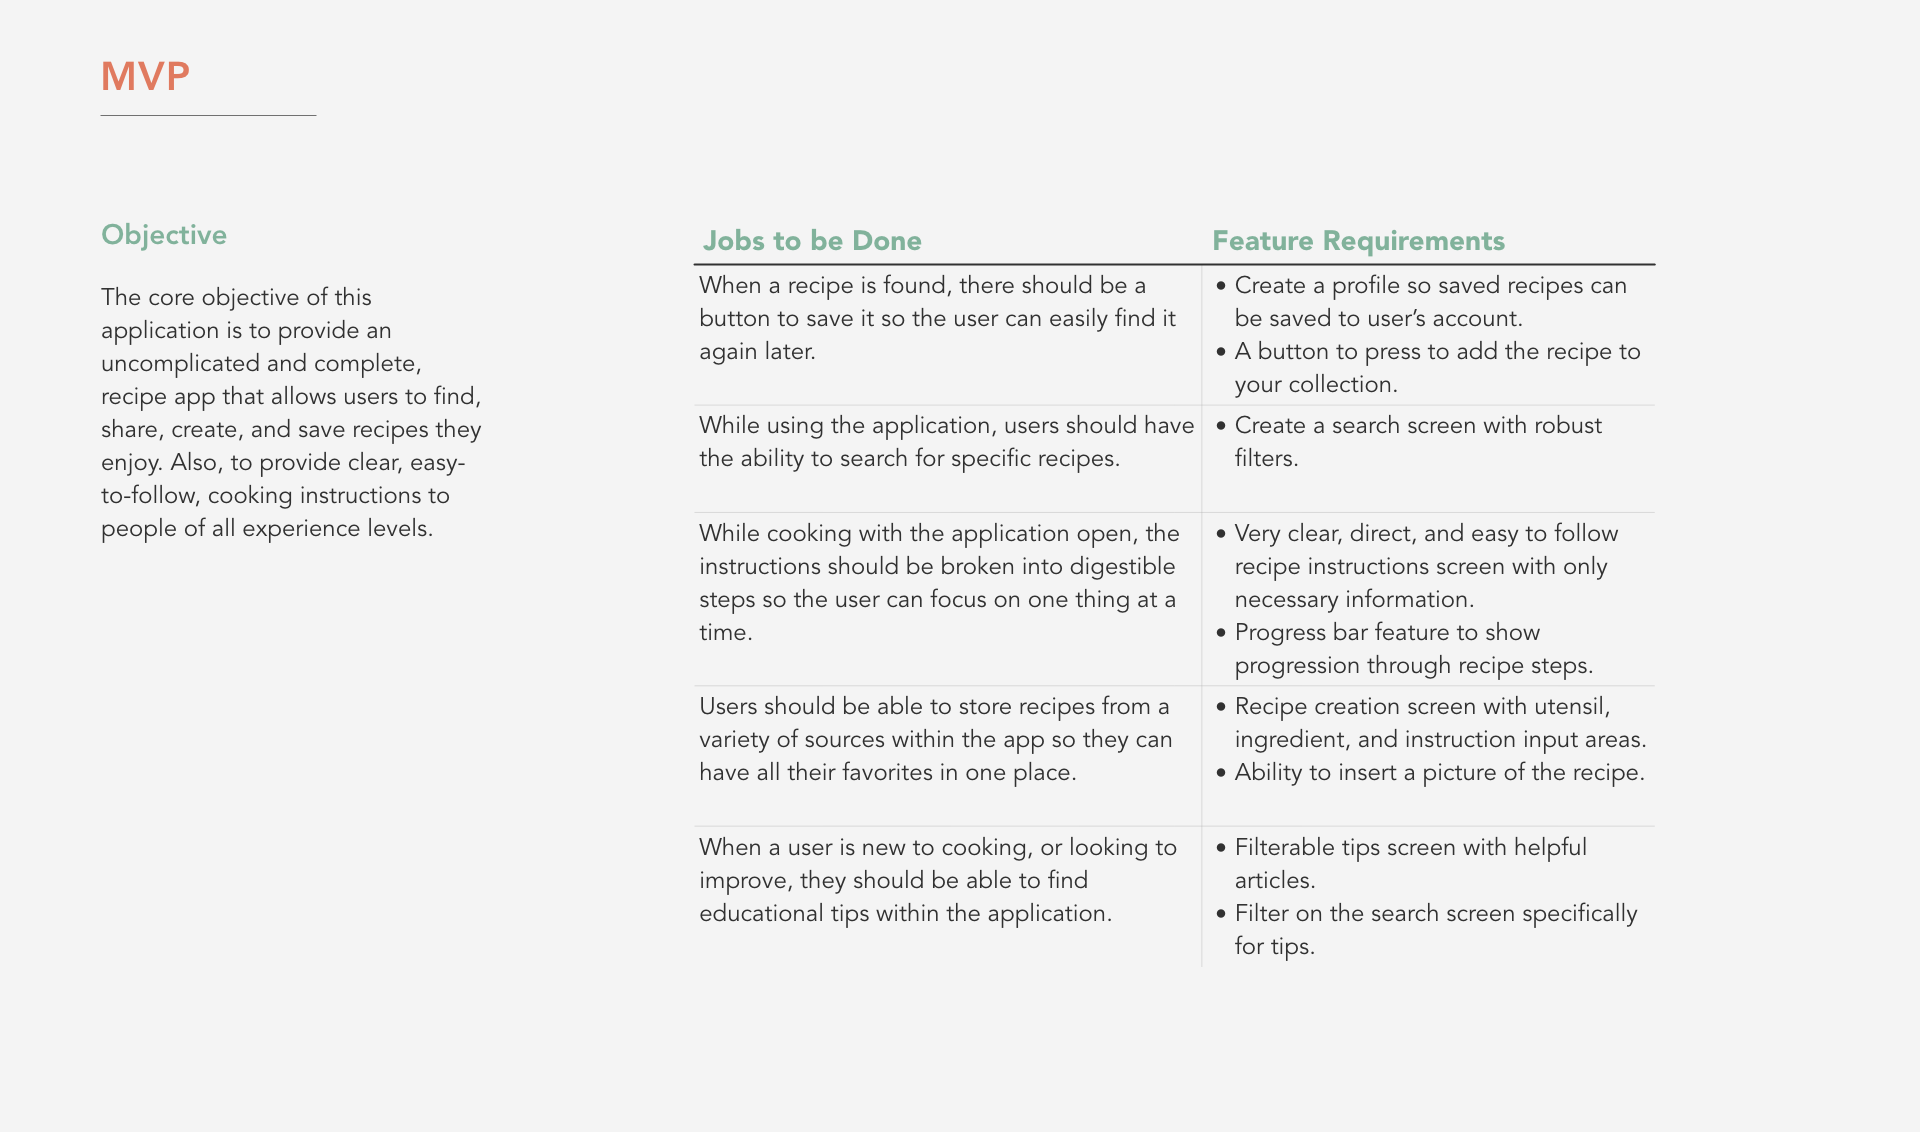 MVP
Objective
The core objective of this
application is to provide an
uncomplicated and complete,
recipe app that allows users to find,
share, create, and save recipes they
enjoy. Also, to provide clear, easy-
to-follow, cooking instructions to
people of all experience levels.
Jobs to be Done
Feature Requirements
When a recipe is found, there should be a
button to save it so the user can easily find it
again later.
• Create a profile so saved recipes can
be saved to user’s account.
• A button to press to add the recipe to
your collection.
While using the application, users should have
the ability to search for specific recipes.
• Create a search screen with robust
filters.
While cooking with the application open, the
instructions should be broken into digestible
steps so the user can focus on one thing at a
time.
• Very clear, direct, and easy to follow
recipe instructions screen with only
necessary information.
• Progress bar feature to show
progression through recipe steps.
Users should be able to store recipes from a
variety of sources within the app so they can
have all their favorites in one place.
• Recipe creation screen with utensil,
ingredient, and instruction input areas.
• Ability to insert a picture of the recipe.
When a user is new to cooking, or looking to
improve, they should be able to find
educational tips within the application.
• Filterable tips screen with helpful
articles.
• Filter on the search screen specifically
for tips.